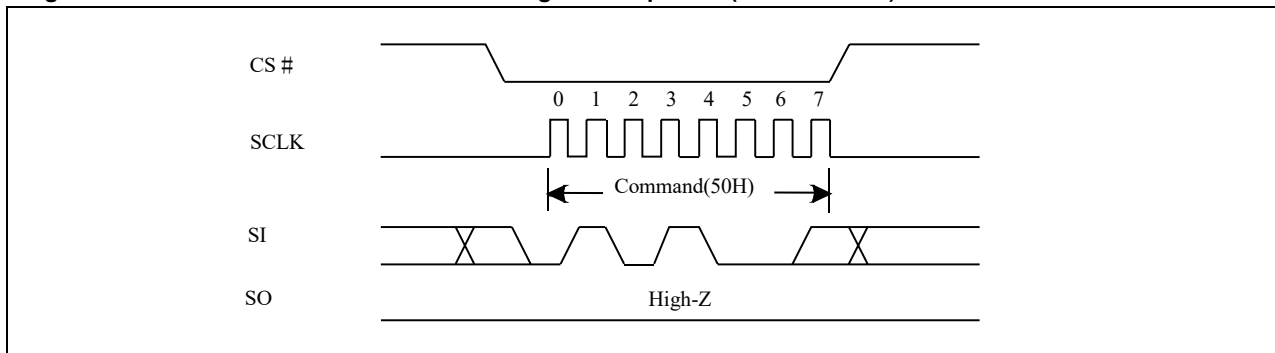 CS #
0 1 2 3 4 5 6 7
SCLK
Command(50H)
SI
SO
High-Z